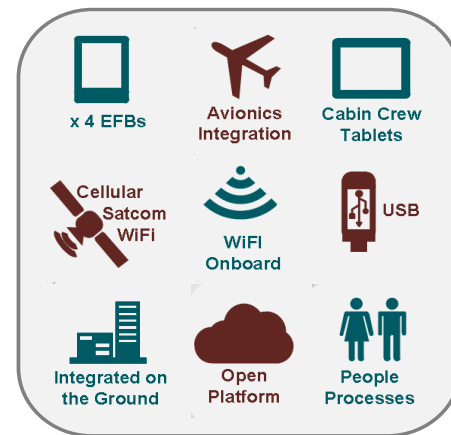 x 4 EFBs
Avionics
Integration
Cabin Crew
Tablets
Cellular
Satcom
WiFi
WiFI
Onboard
USB
Integrated on
the Ground
Open
Platform
People
Processes